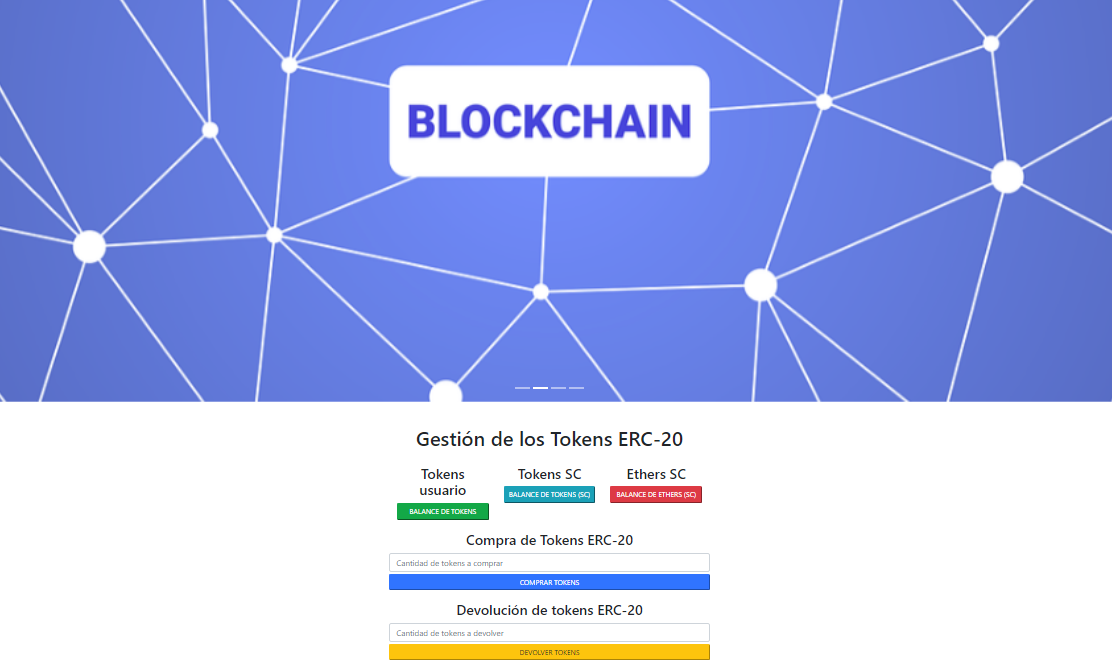 BLOCKCHAIN
Gestión de los Tokens ERC-20
Tokens
usuario
BALANCE DE TOKENS
Tokens SC
BALANCE DE TOKENS (SC)
Ethers SC
BALANCE DE ETHERS (SC)
Compra de Tokens ERC-20
Cantidad de tokens a comprar
COMPRAR TOKENS
Devolución de tokens ERC-20
Cantidad de tokens a devolver
DEVOLVER TOKENS